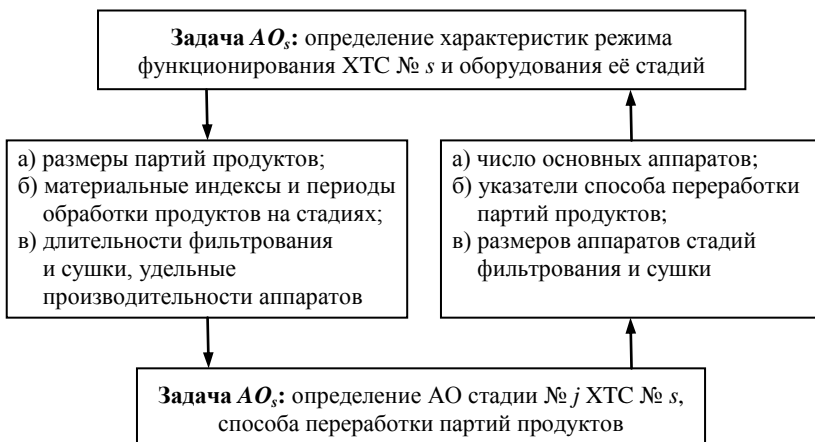 Задача AOₛ: определение характеристик режима
функционирования ХТС № s и оборудования её стадий
а) размеры партий продуктов;
б) материальные индексы и периоды
обработки продуктов на стадиях;
в) длительности фильтрования
и сушки, удельные
производительности аппаратов
а) число основных аппаратов;
б) указатели способа переработки
партий продуктов;
в) размеров аппаратов стадий
фильтрования и сушки
Задача AOₛ: определение АО стадии № j ХТС № s,
способа переработки партий продуктов